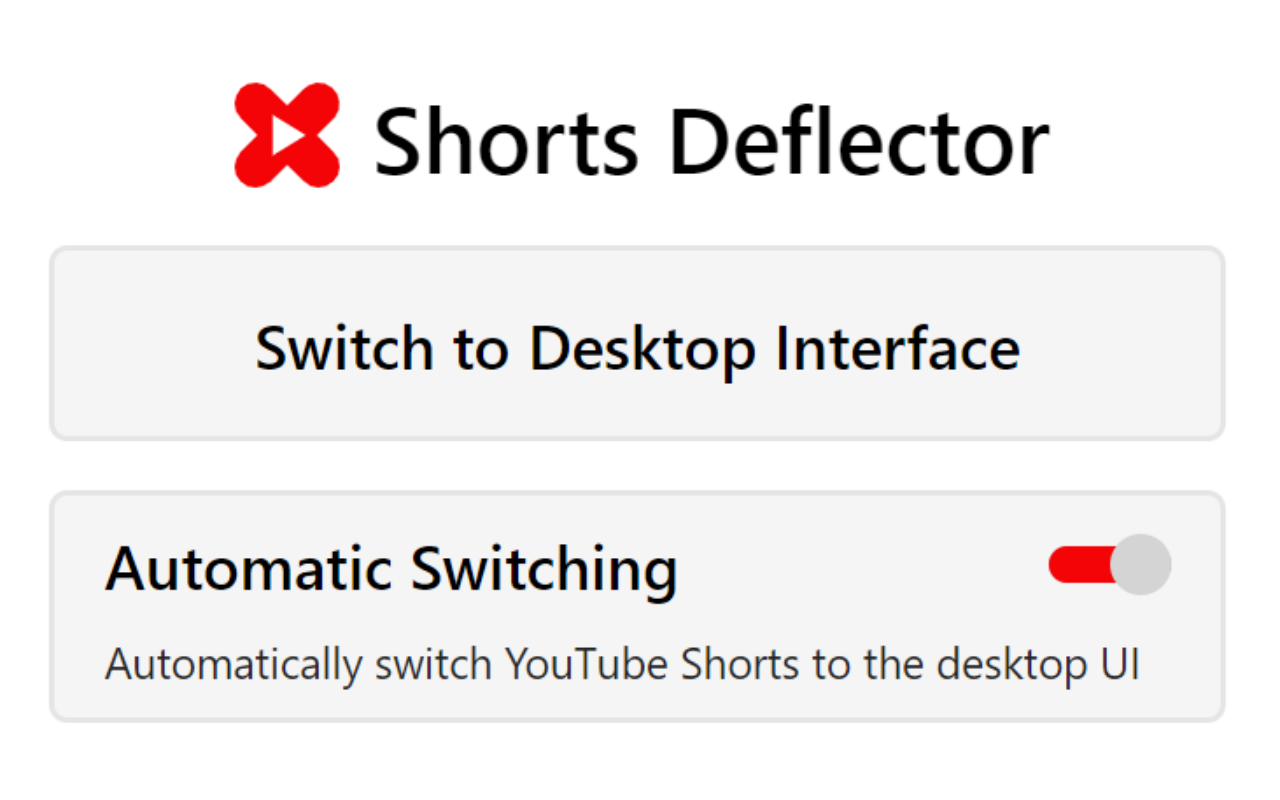 Shorts Deflector
Switch to Desktop Interface
Automatic Switching
Automatically switch YouTube Shorts to the desktop UI